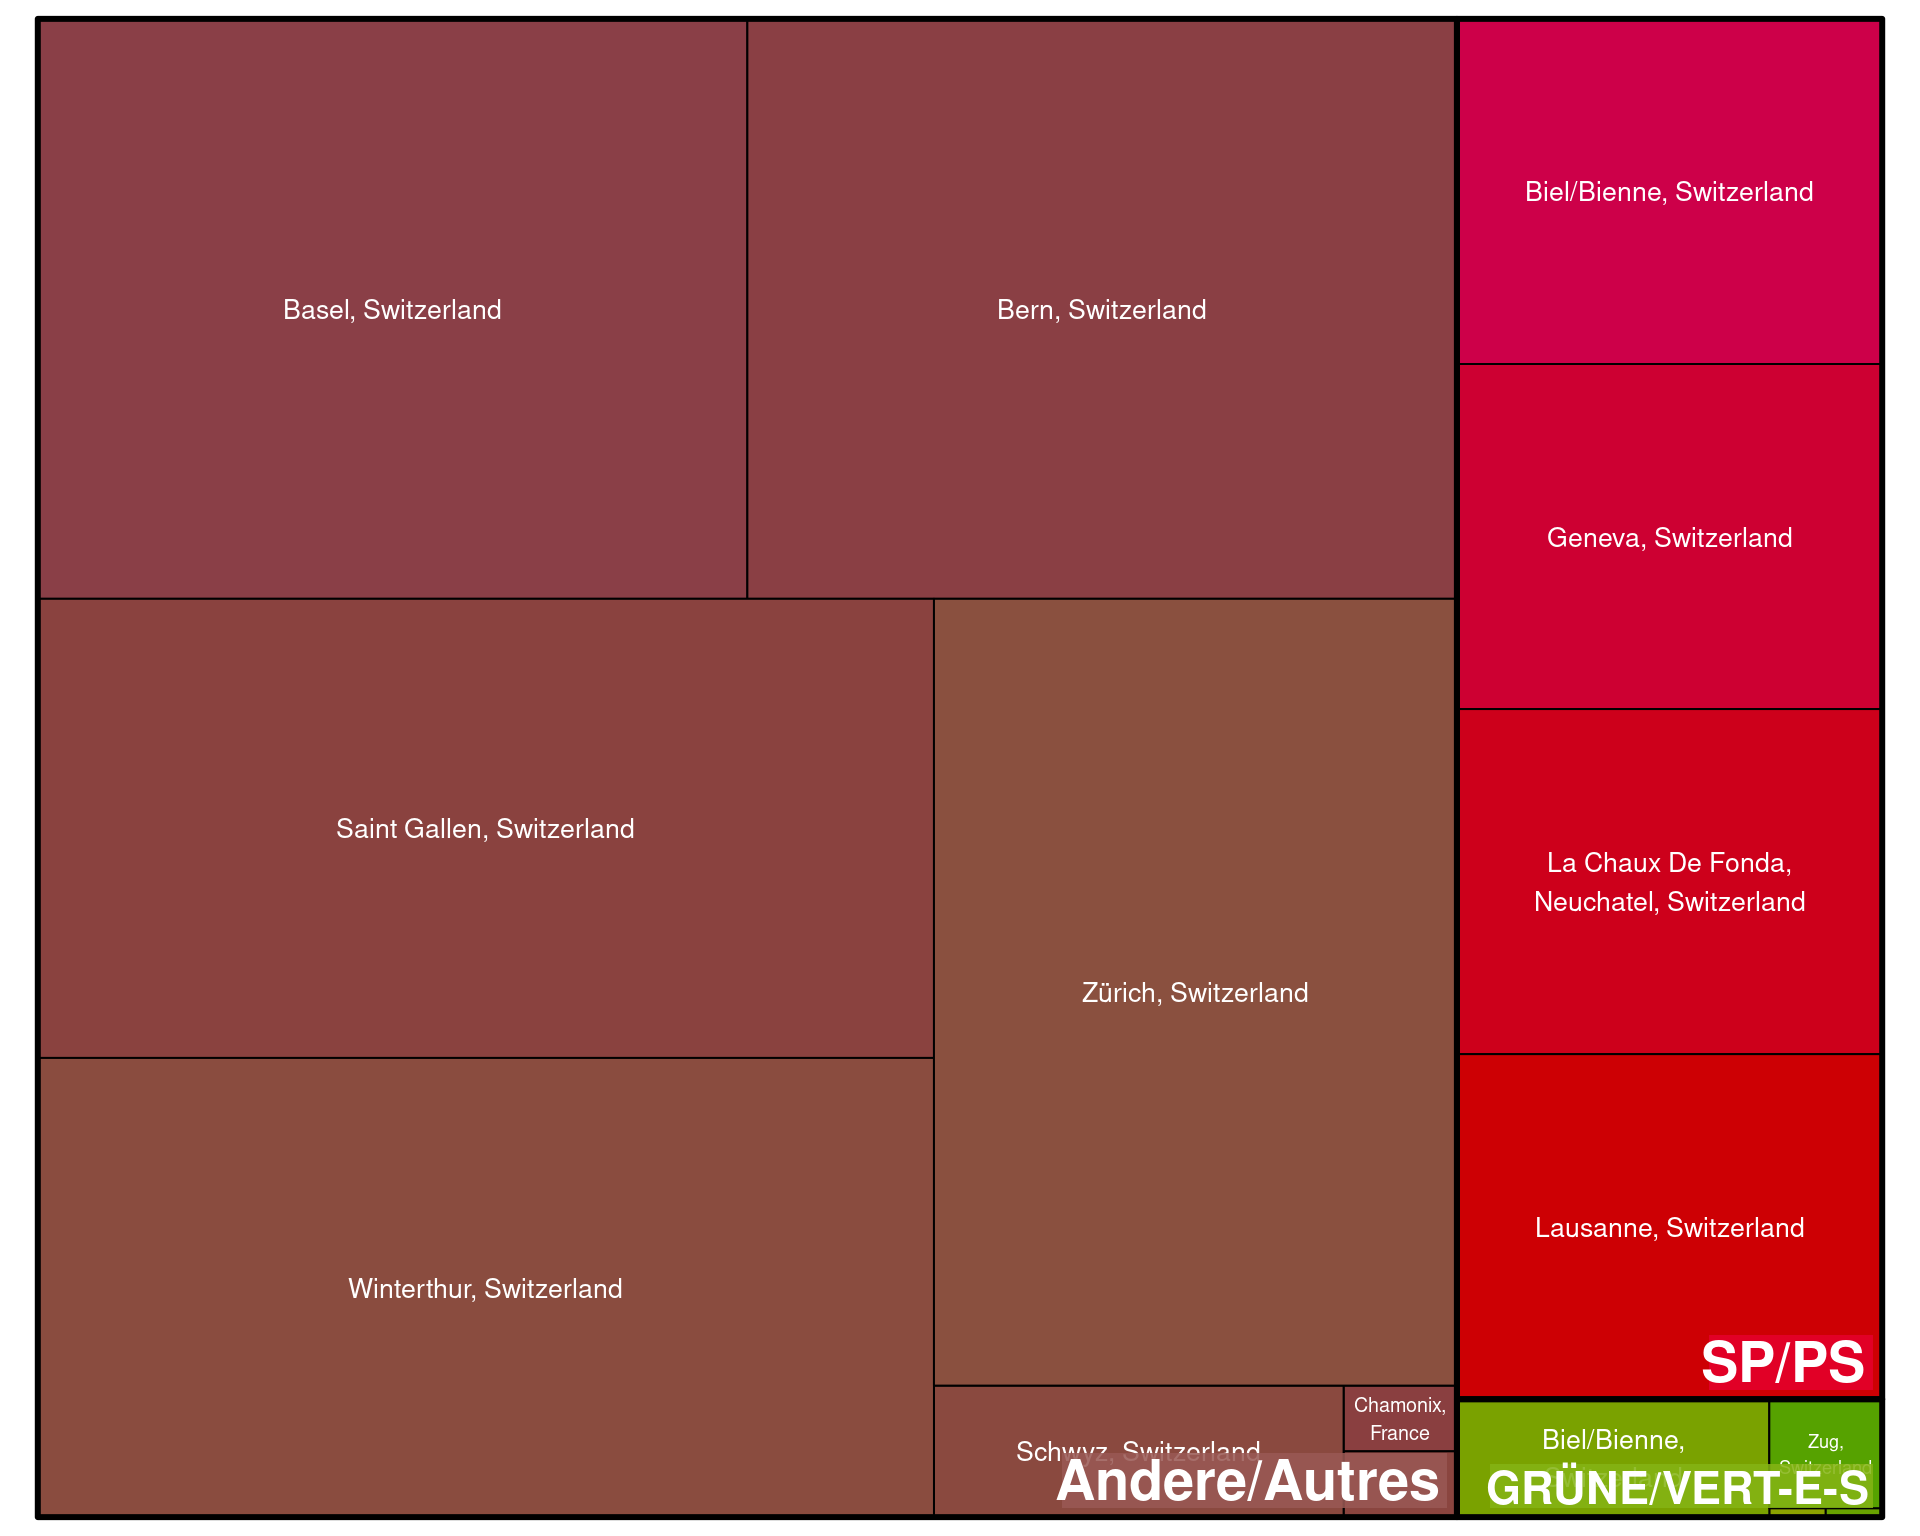 Basel, Switzerland
Bern, Switzerland
Biel/Bienne, Switzerland
Geneva, Switzerland
Saint Gallen, Switzerland
La Chaux De Fonda,
Neuchatel, Switzerland
Zürich, Switzerland
Lausanne, Switzerland
Winterthur, Switzerland
SP/PS
Chamonix,
France
Schwyz, Switzerland
Andere/Autres
Biel/Bienne,
Switzerland
Zug,
Switzerland
GRÜNE/VERT-E-S